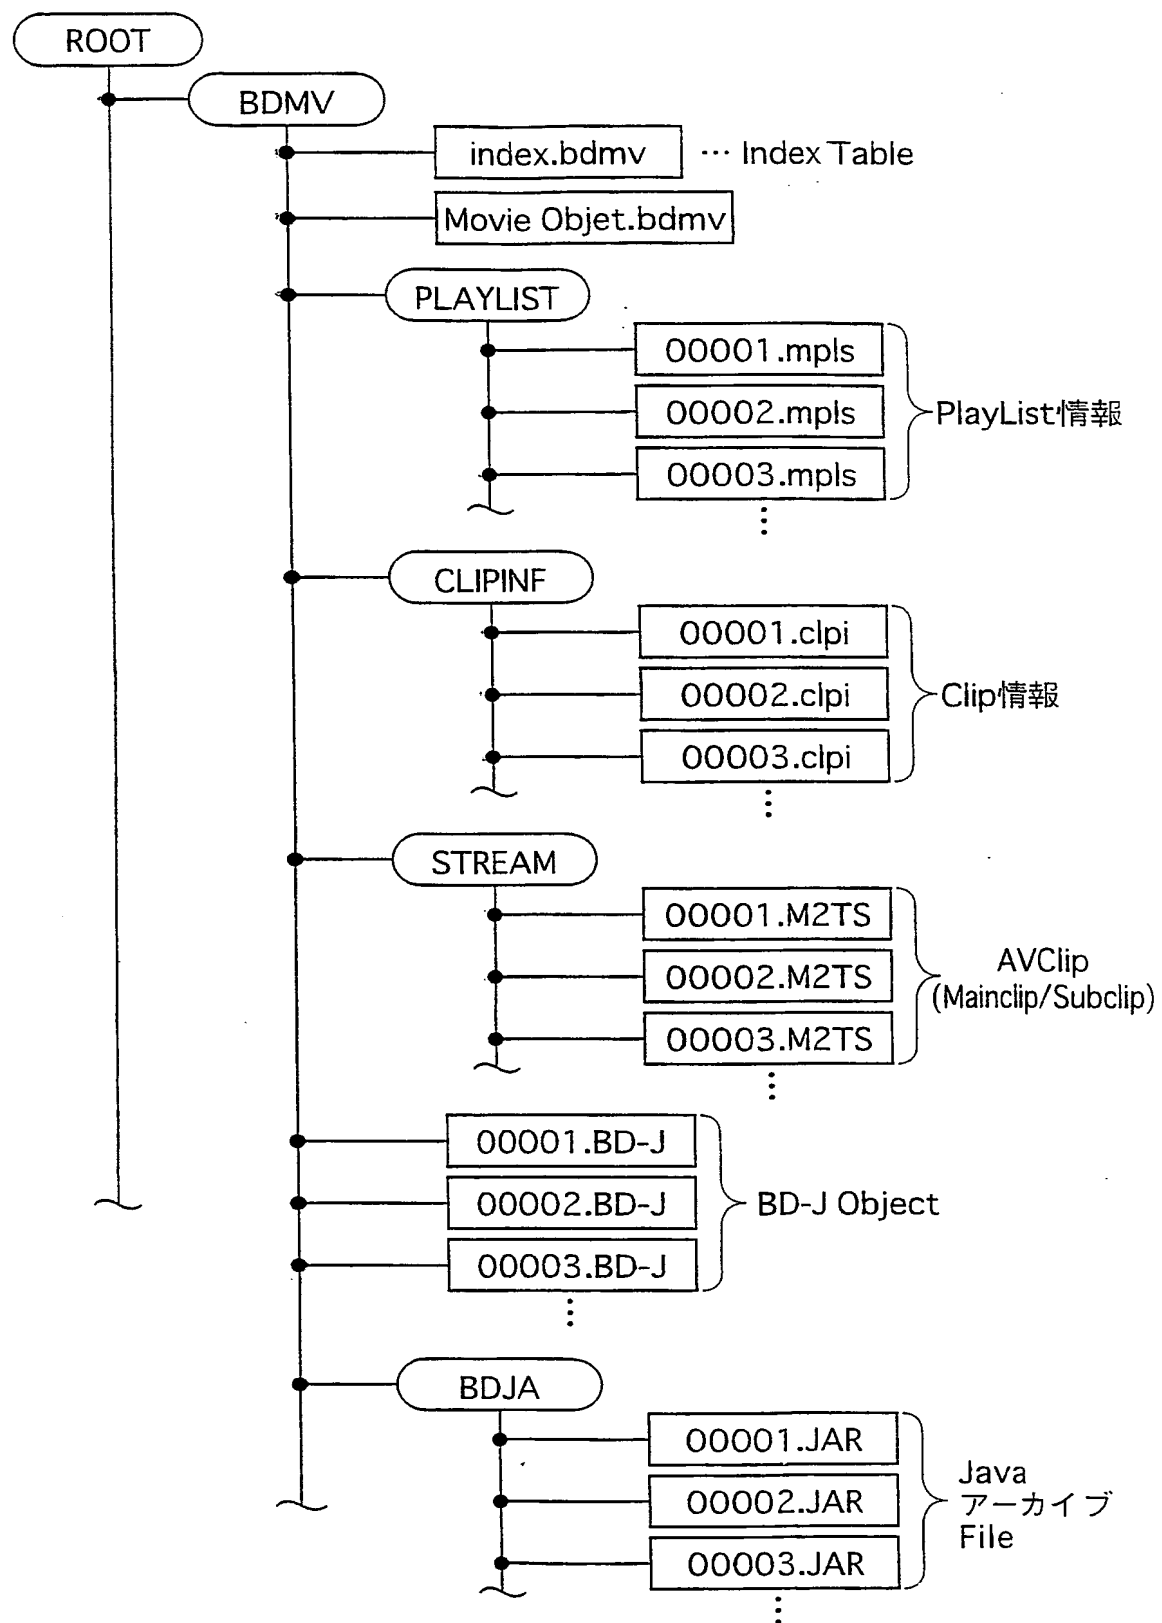 ROOT
BDMV
index.bdmv … Index Table
Movie Objet.bdmv
PLAYLIST
00001.mpls
00002.mpls
PlayList情報
00003.mpls
CLIPINF
00001.clpi
00002.clpi
Clip情報
00003.clpi
STREAM
00001.M2TS
00002.M2TS
AVClip
(Mainclip/Subclip)
00003.M2TS
00001.BD-J
00002.BD-J
BD-J Object
00003.BD-J
BDJA
00001.JAR
00002.JAR
Java
アーカイブ
File
00003.JAR